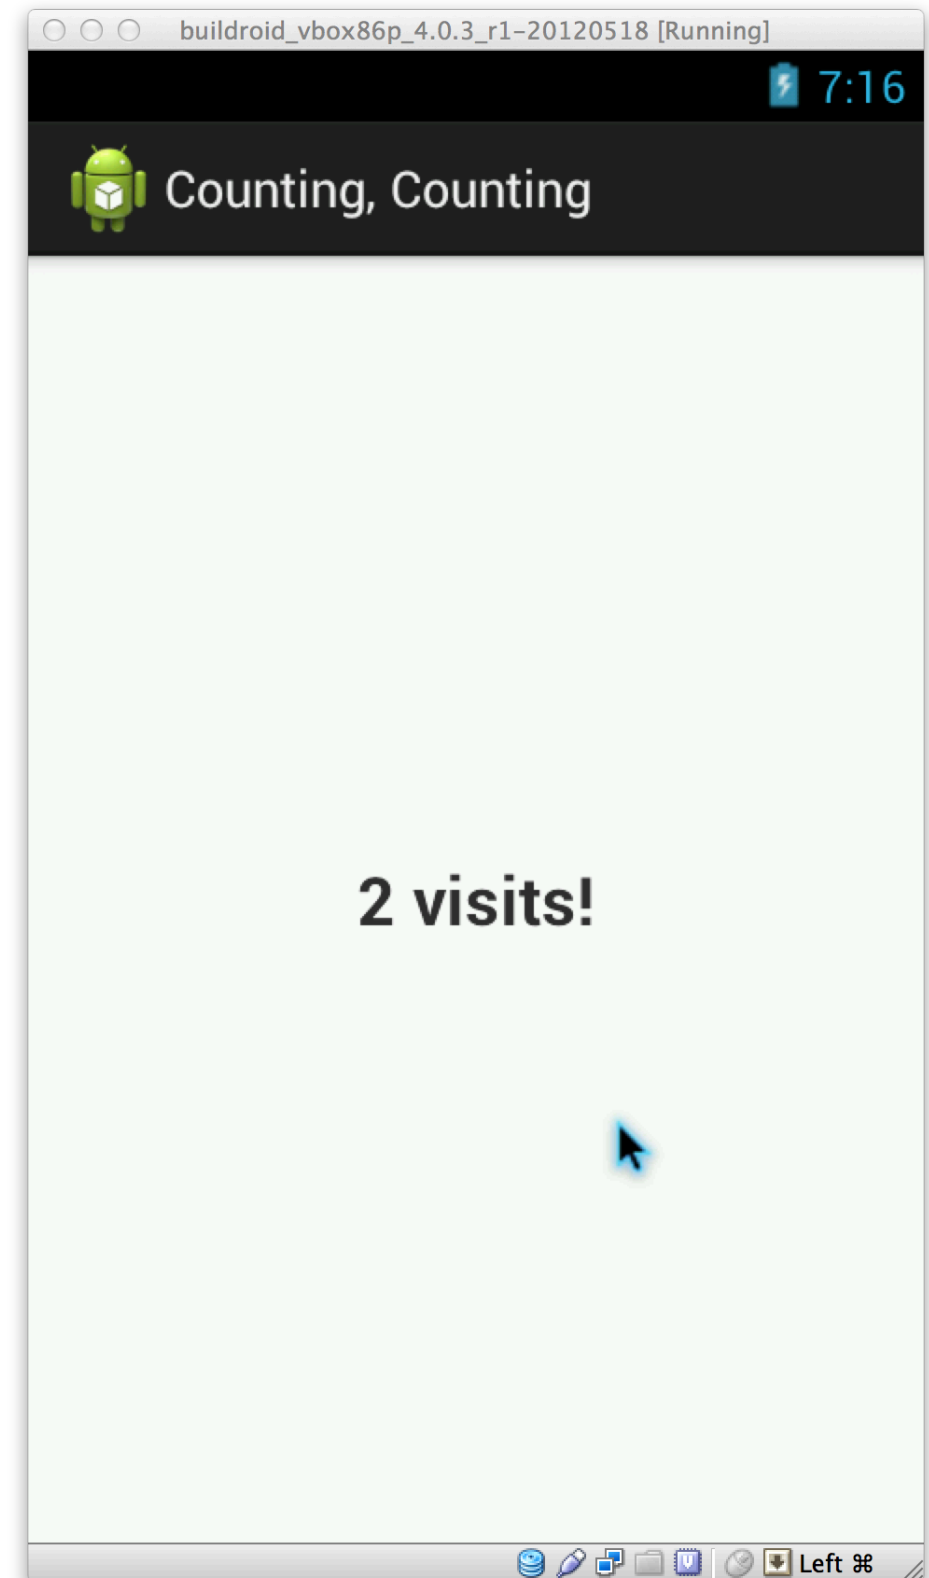 buildroid_vbox86p_4.0.3_r1-20120518 [Running]
7:16
Counting, Counting
2 visits!
Left ⌘